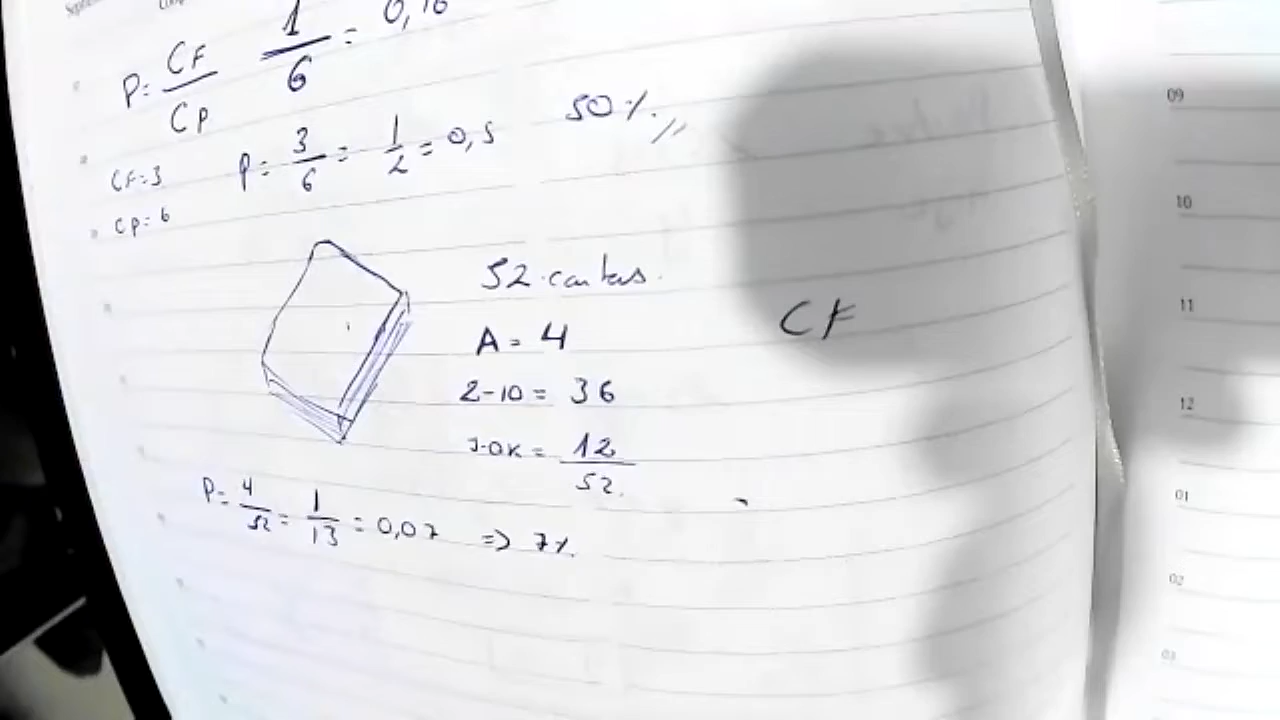 P = CF/CP 1/6 = 0,16
CF = 3 P = 3/6 = 1/2 = 0,5 50%
CP = 6
52 cartas.
A = 4
2-10 = 36
J-QK = 12
52.
CF
P = 4/52 = 1/13 = 0,07 => 7%
09
10
11
12
01
02
03